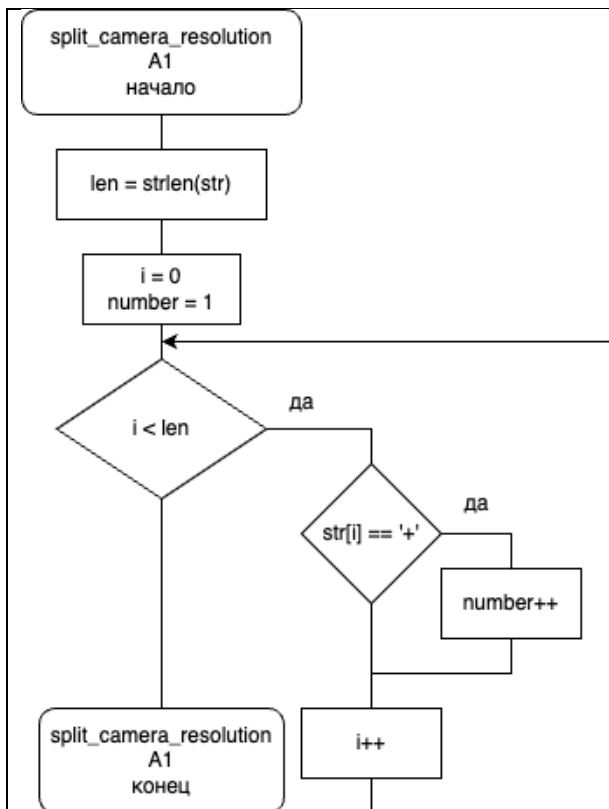 split_camera_resolution
A1
начало
len = strlen(str)
i = 0
number = 1
i < len
да
str[i] == '+'
да
number++
i++
split_camera_resolution
A1
конец